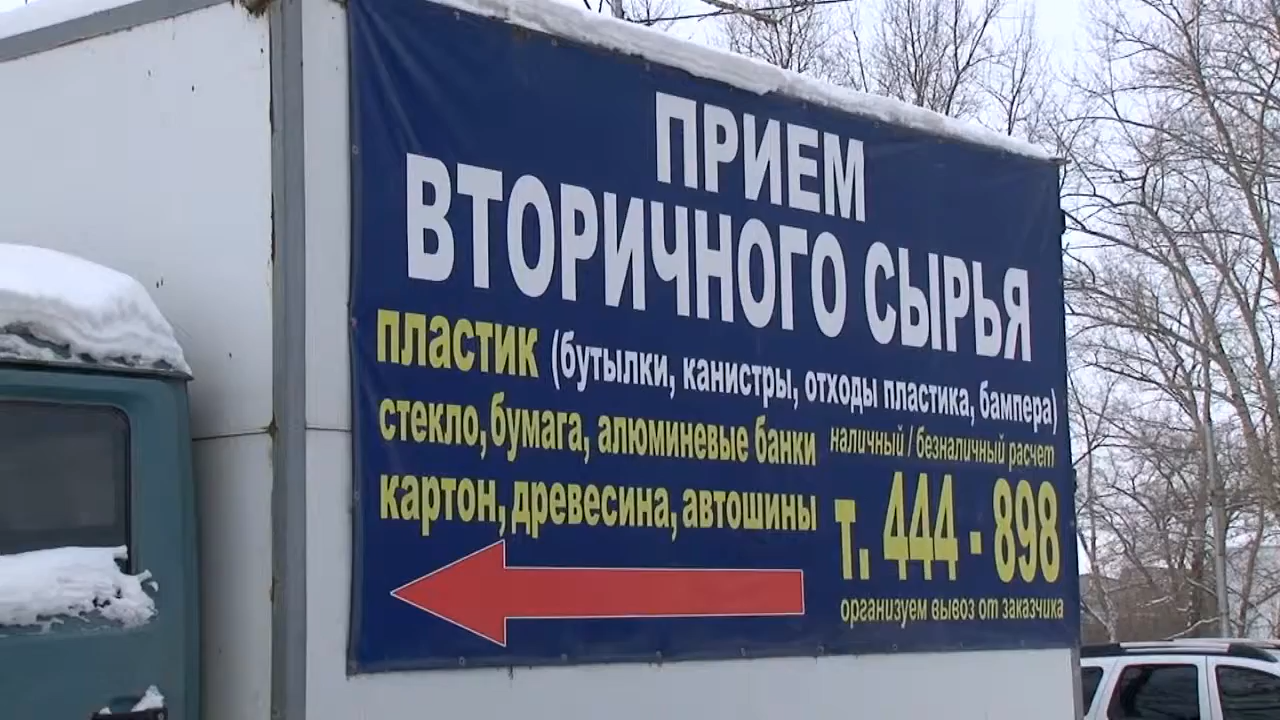 ПРИЕМ
ВТОРИЧНОГО СЫРЬЯ
пластик (бутылки, канистры, отходы пластика, бампера)
стекло, бумага, алюминевые банки
картон, древесина, автошины
наличный / безналичный расчет
т. 444 - 898
организуем вывоз от заказчика